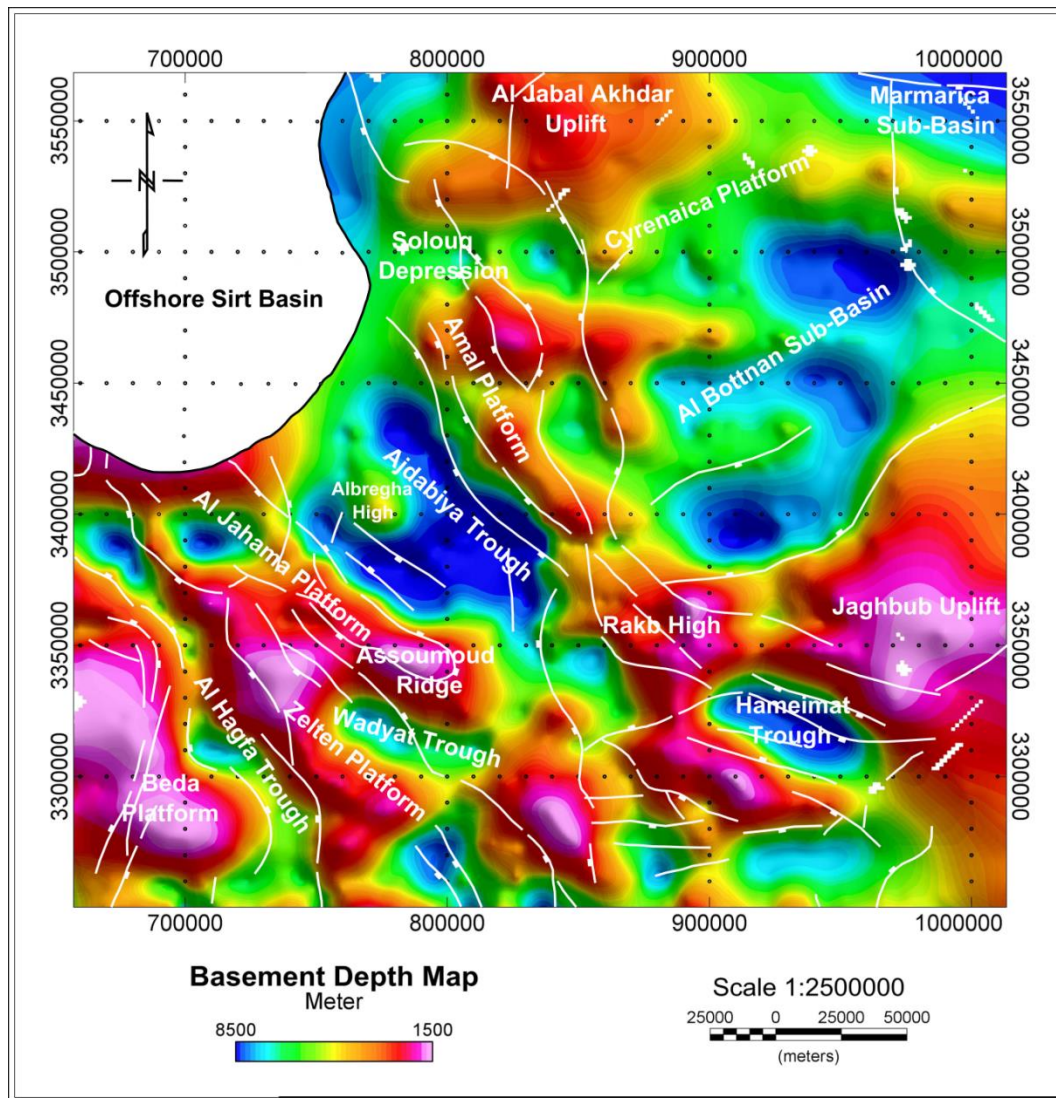 700000 800000 900000 1000000
Al Jabal Akhdar
Uplift
Marmarica
Sub-Basin
3550000
3550000
Cyrenaica Platform
Solouq
Depression
3500000
3500000
Offshore Sirt Basin
Al Bottnan Sub-Basin
Amal Platform
3450000
3450000
Ajdabiya Trough
Albregha
High
3400000
3400000
Al Jahama Platform
Rakb High
Jaghbub Uplift
3350000
3350000
Assoumoud
Ridge
Al Hagfa Trough
Zelten Platform
Wadyat Trough
Hameimat
Trough
3300000
3300000
Beda
Platform
700000 800000 900000 1000000
Basement Depth Map
Meter
8500 1500
Scale 1:2500000
25000 0 25000 50000
(meters)